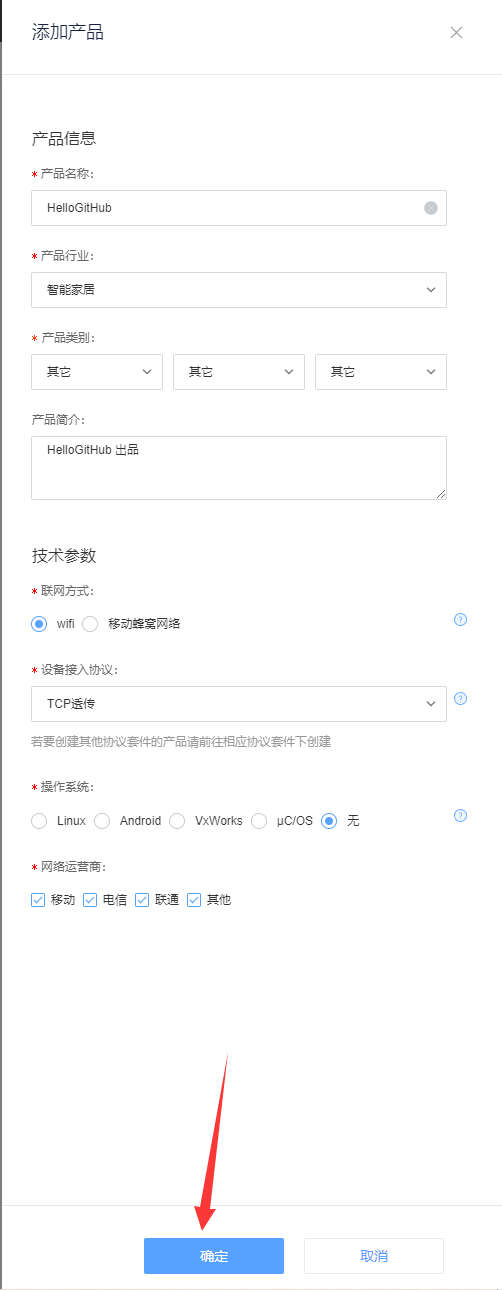 添加产品
产品信息
* 产品名称:
HelloGitHub
* 产品行业:
智能家居
* 产品类别:
其它 其它 其它
产品简介:
HelloGitHub 出品
技术参数
* 联网方式:
wifi 移动蜂窝网络 ?
* 设备接入协议:
TCP透传 ?
若要创建其他协议套件的产品请前往相应协议套件下创建
* 操作系统:
Linux Android VxWorks μC/OS 无 ?
* 网络运营商:
移动 电信 联通 其他
确定 取消